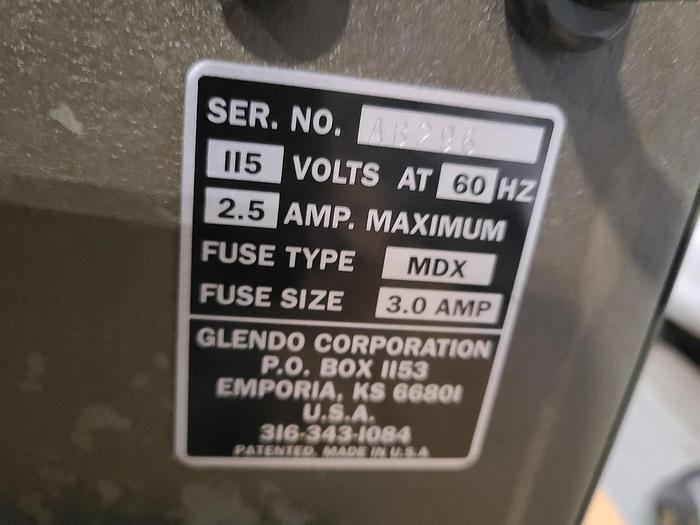 SER. NO. AB296
115 VOLTS AT 60 HZ
2.5 AMP. MAXIMUM
FUSE TYPE MDX
FUSE SIZE 3.0 AMP
GLENDO CORPORATION
P.O. BOX 1153
EMPORIA, KS 66801
U.S.A.
316-343-1084
PATENTED. MADE IN U.S.A.